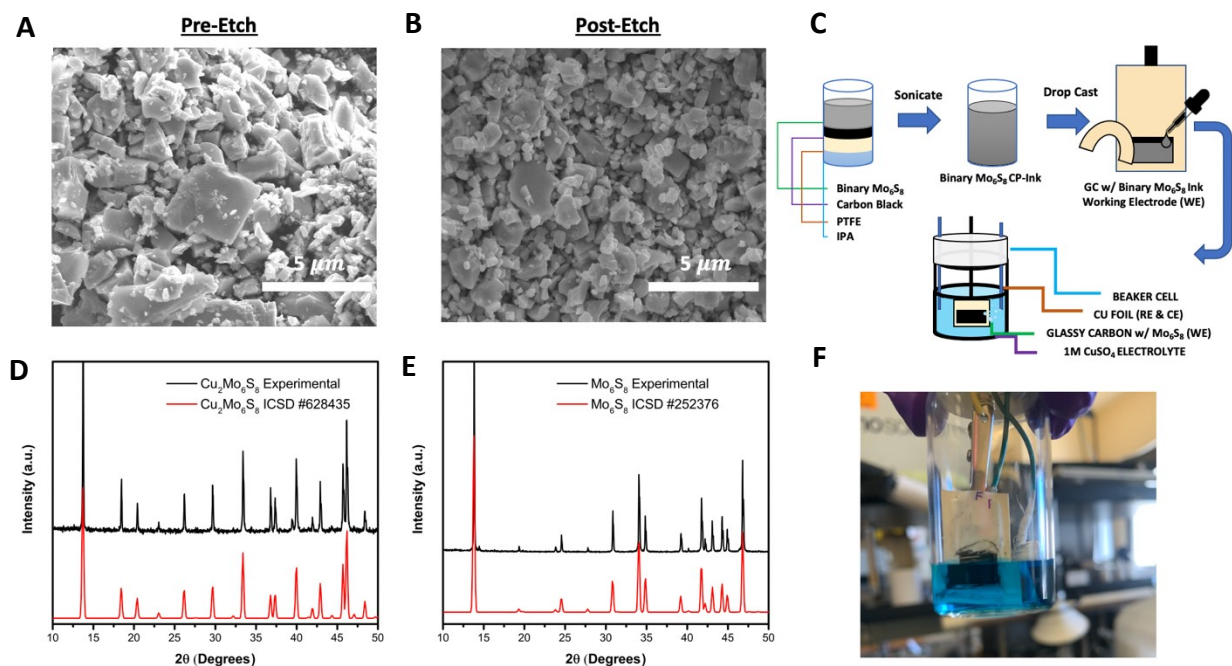 A
Pre-Etch
5 μm
B
Post-Etch
5 μm
C
Sonicate
Drop Cast
Binary Mo₆S₈ CP-Ink
Binary Mo₆S₈
Carbon Black
PTFE
IPA
GC w/ Binary Mo₆S₈ Ink
Working Electrode (WE)
BEAKER CELL
CU FOIL (RE & CE)
GLASSY CARBON w/ Mo₆S₈ (WE)
1M CuSO₄ ELECTROLYTE
D
Cu₂Mo₆S₈ Experimental
Cu₂Mo₆S₈ ICSD #628435
Intensity (a.u.)
10 15 20 25 30 35 40 45 50
2θ (Degrees)
E
Mo₆S₈ Experimental
Mo₆S₈ ICSD #252376
Intensity (a.u.)
10 15 20 25 30 35 40 45 50
2θ (Degrees)
F